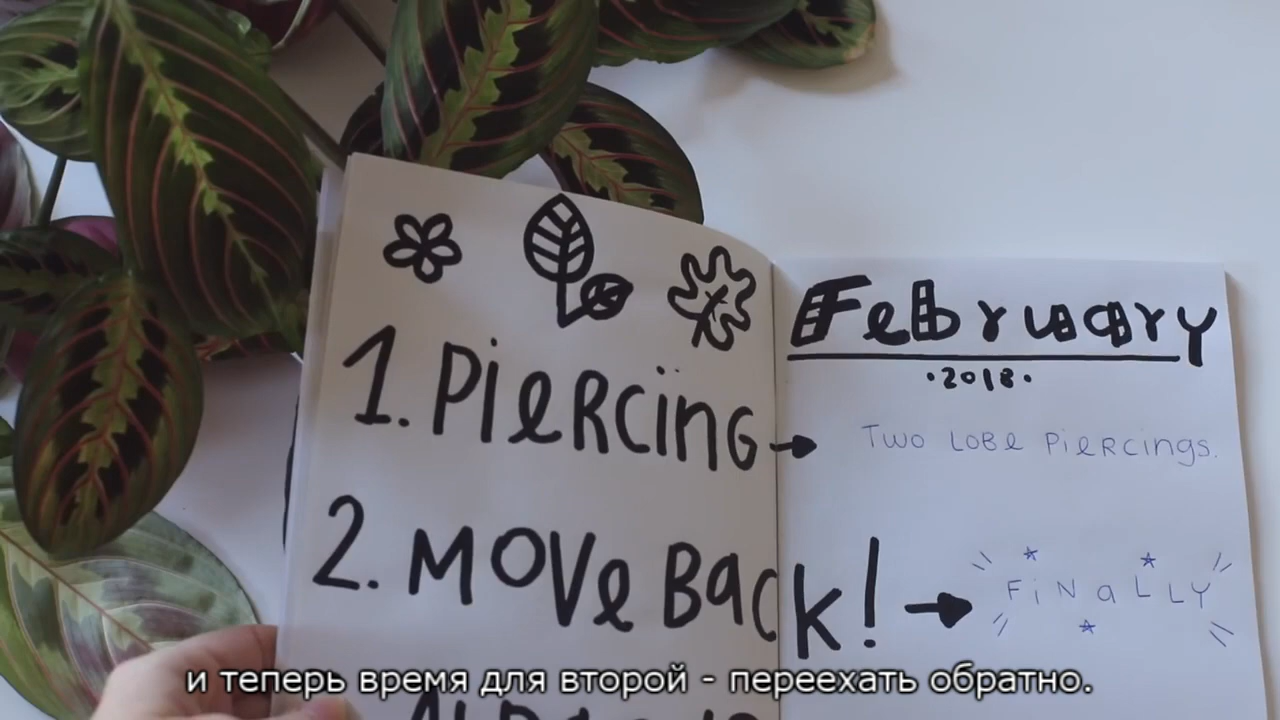 1. PieRCing
2. MOVe BacK!
FebruarY
·2018·
Two LoBe PieRcings.
FiNaLLY
и теперь время для второй - переехать обратно.